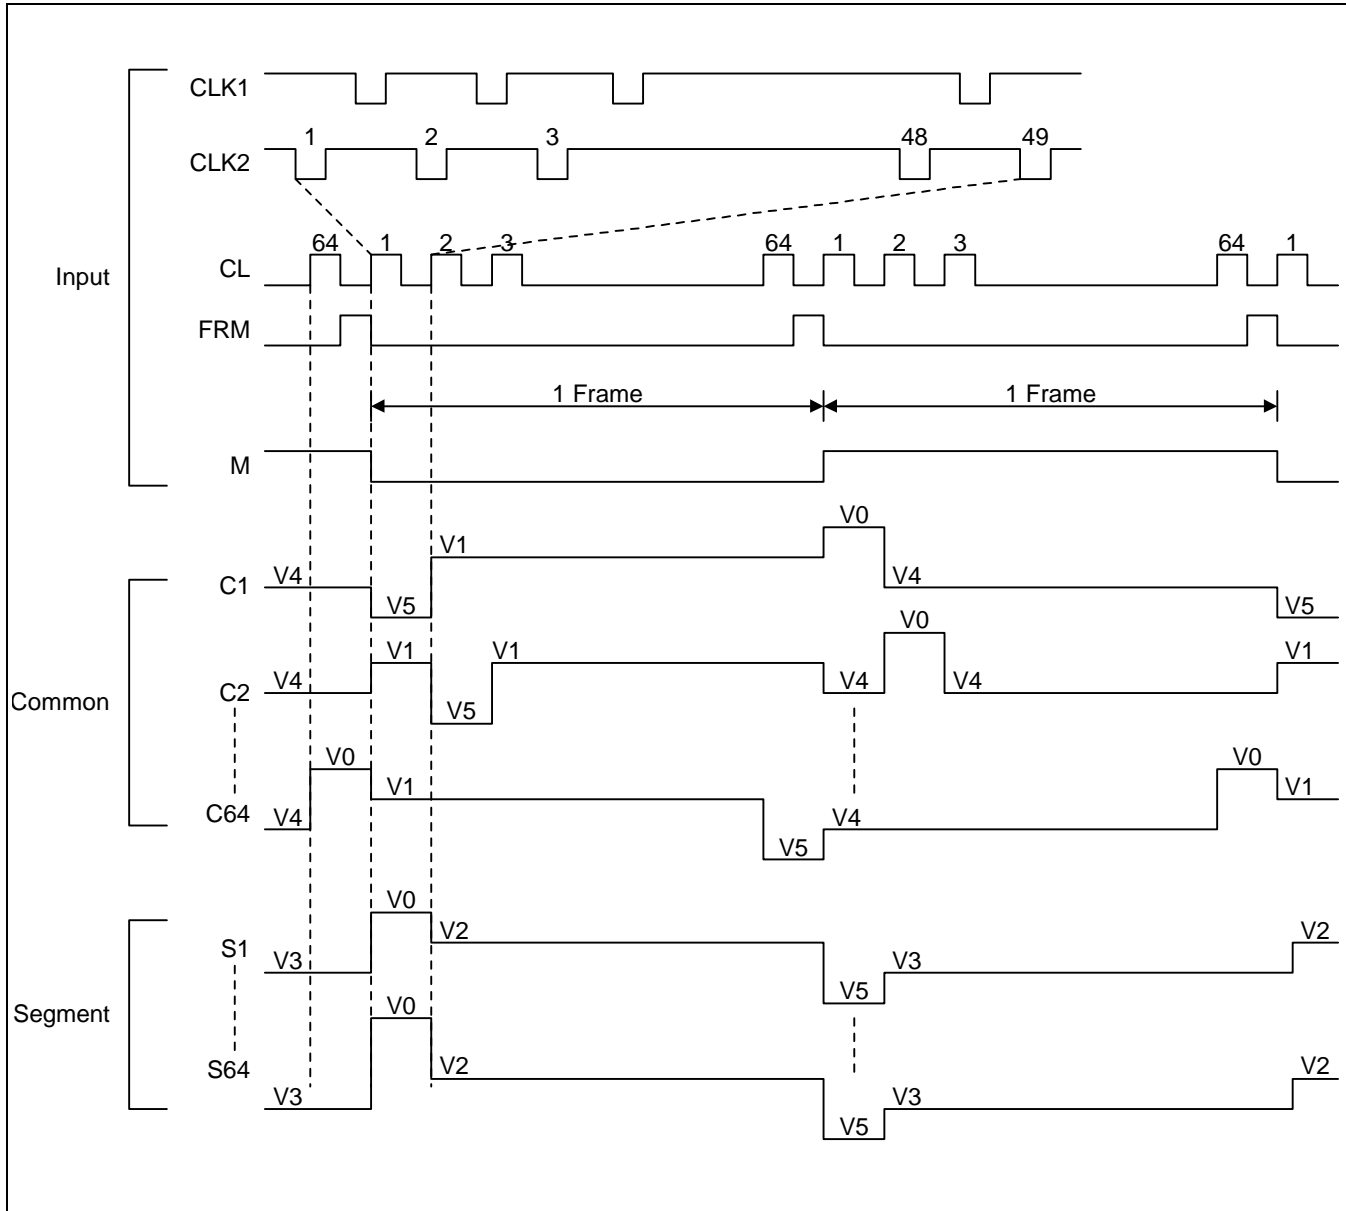 CLK1
1 2 3 48 49
CLK2
64 1 2 3 64 1 2 3 64 1
CL
Input
FRM
1 Frame 1 Frame
M
V0
V1
C1 V4 V4
V5 V5
V0
V1 V1 V1
C2 V4 V4 V4
Common
V5
V0 V0
V1 V1
C64 V4 V4
V5
V0
V2 V2
S1
V3 V3
V5
V0
Segment
S64 V2 V2
V3 V3
V5